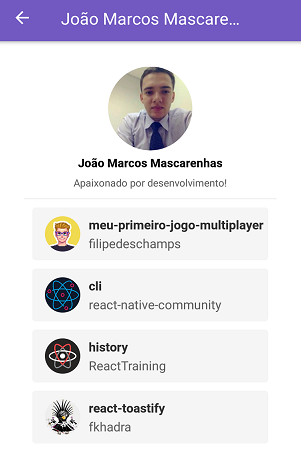 João Marcos Mascare...
João Marcos Mascarenhas
Apaixonado por desenvolvimento!
meu-primeiro-jogo-multiplayer
filipedeschamps
cli
react-native-community
history
ReactTraining
react-toastify
fkhadra